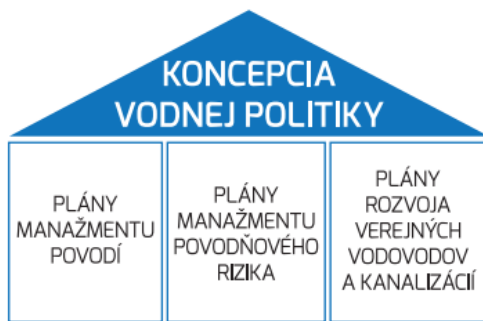 KONCEPCIA
VODNEJ POLITIKY
PLÁNY
MANAŽMENTU
POVODÍ
PLÁNY
MANAŽMENTU
POVODŇOVÉHO
RIZIKA
PLÁNY
ROZVOJA
VEREJNÝCH
VODOVODOV
A KANALIZÁCIÍ